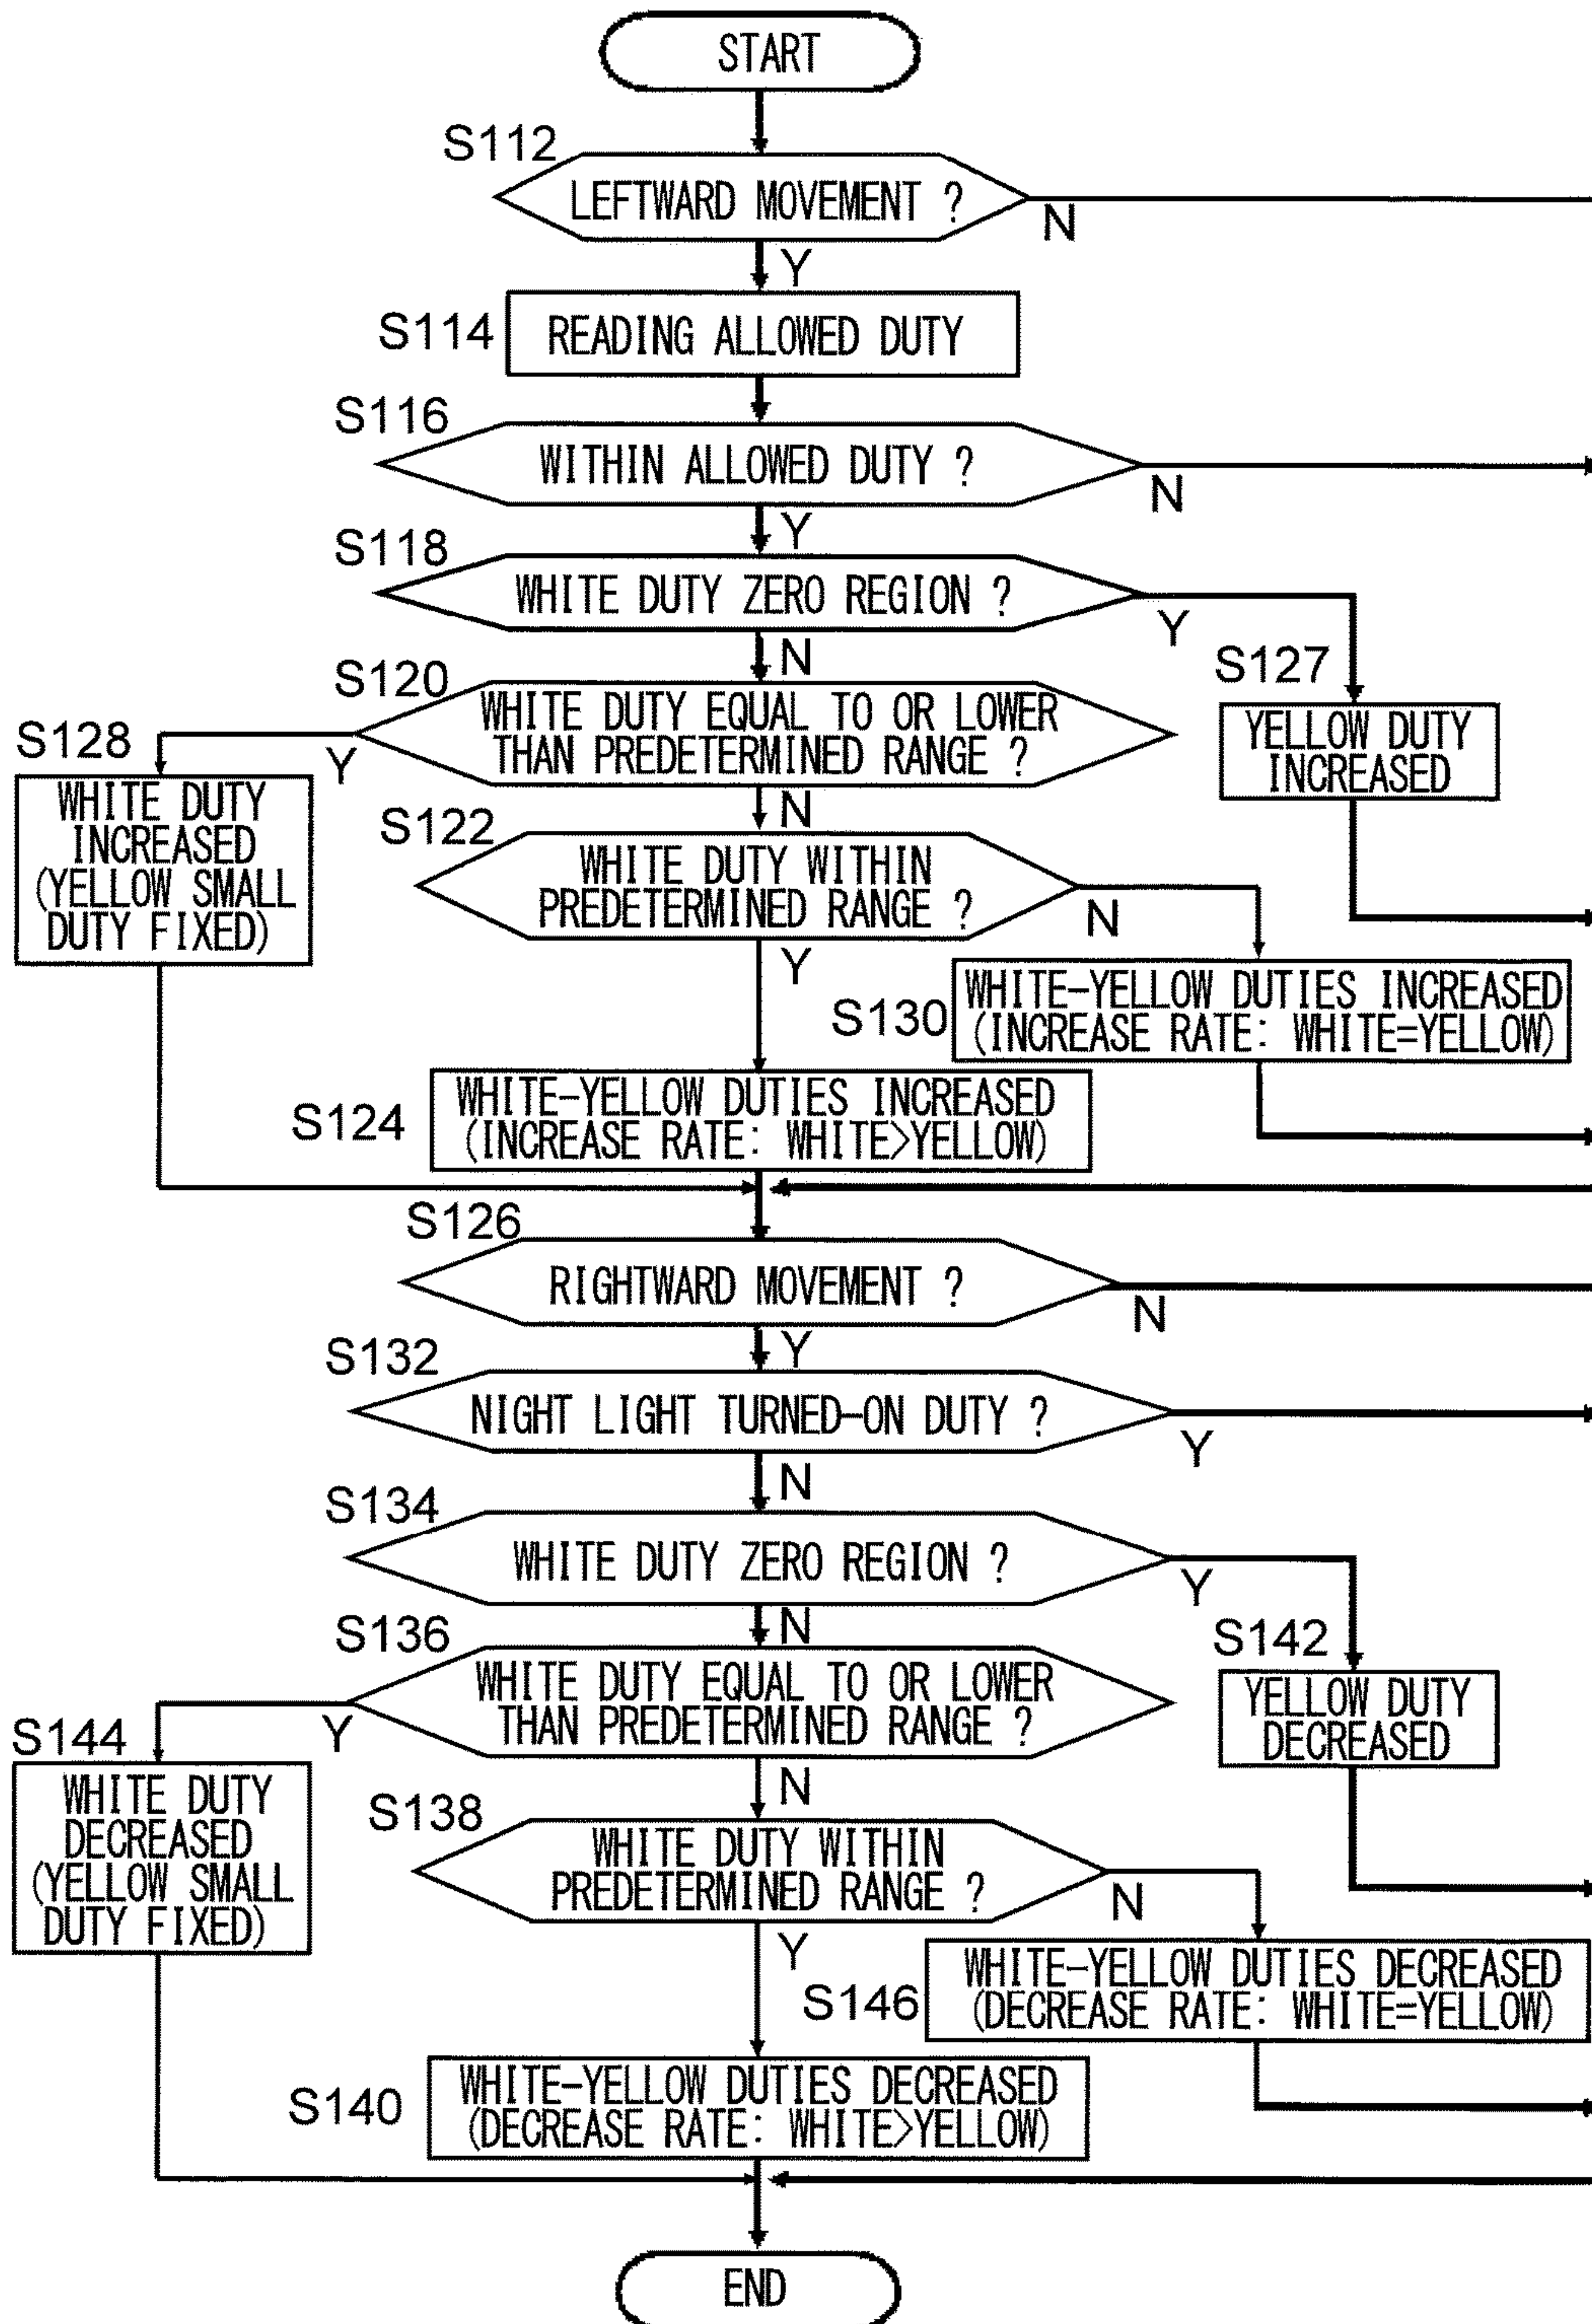 START
S112
LEFTWARD MOVEMENT ?
N
Y
S114
READING ALLOWED DUTY
S116
WITHIN ALLOWED DUTY ?
N
Y
S118
WHITE DUTY ZERO REGION ?
Y
N
S127
YELLOW DUTY
INCREASED
S120
WHITE DUTY EQUAL TO OR LOWER
THAN PREDETERMINED RANGE ?
Y
N
S128
WHITE DUTY
INCREASED
(YELLOW SMALL
DUTY FIXED)
S122
WHITE DUTY WITHIN
PREDETERMINED RANGE ?
N
Y
S130
WHITE-YELLOW DUTIES INCREASED
(INCREASE RATE: WHITE=YELLOW)
S124
WHITE-YELLOW DUTIES INCREASED
(INCREASE RATE: WHITE>YELLOW)
S126
RIGHTWARD MOVEMENT ?
N
Y
S132
NIGHT LIGHT TURNED-ON DUTY ?
Y
N
S134
WHITE DUTY ZERO REGION ?
Y
N
S142
YELLOW DUTY
DECREASED
S136
WHITE DUTY EQUAL TO OR LOWER
THAN PREDETERMINED RANGE ?
Y
N
S144
WHITE DUTY
DECREASED
(YELLOW SMALL
DUTY FIXED)
S138
WHITE DUTY WITHIN
PREDETERMINED RANGE ?
N
Y
S146
WHITE-YELLOW DUTIES DECREASED
(DECREASE RATE: WHITE=YELLOW)
S140
WHITE-YELLOW DUTIES DECREASED
(DECREASE RATE: WHITE>YELLOW)
END